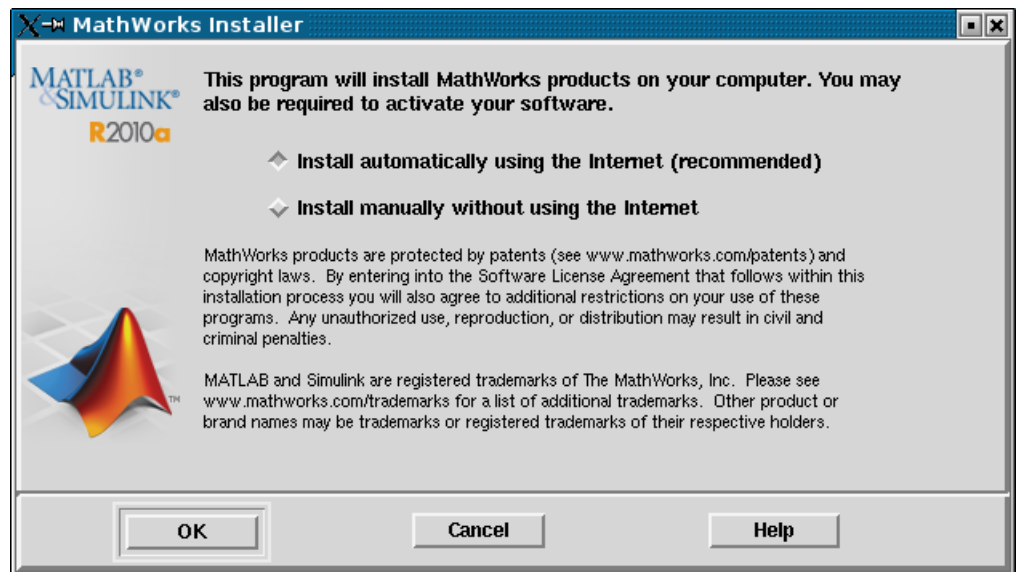 MathWorks Installer
MATLAB®
SIMULINK®
R2010a
This program will install MathWorks products on your computer. You may
also be required to activate your software.
Install automatically using the Internet (recommended)
Install manually without using the Internet
MathWorks products are protected by patents (see www.mathworks.com/patents) and
copyright laws. By entering into the Software License Agreement that follows within this
installation process you will also agree to additional restrictions on your use of these
programs. Any unauthorized use, reproduction, or distribution may result in civil and
criminal penalties.
MATLAB and Simulink are registered trademarks of The MathWorks, Inc. Please see
www.mathworks.com/trademarks for a list of additional trademarks. Other product or
brand names may be trademarks or registered trademarks of their respective holders.
TM
OK
Cancel
Help